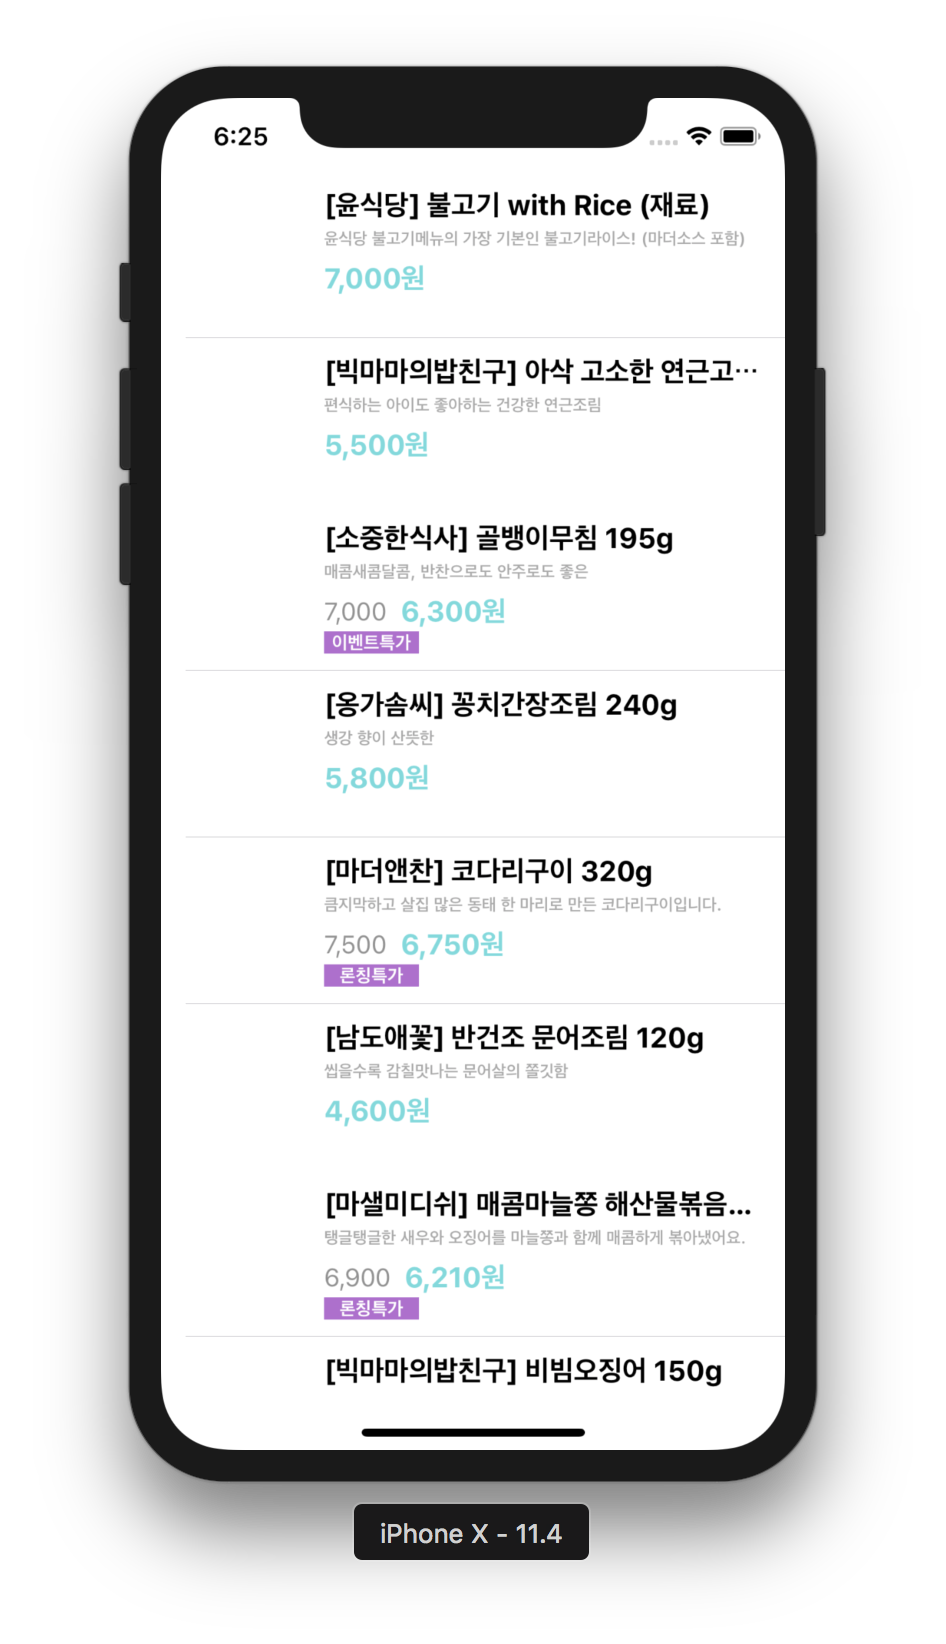 6:25
[윤식당] 불고기 with Rice (재료)
윤식당 불고기메뉴의 가장 기본인 불고기라이스! (마더소스 포함)
7,000원
[빅마마의밥친구] 아삭 고소한 연근고…
편식하는 아이도 좋아하는 건강한 연근조림
5,500원
[소중한식사] 골뱅이무침 195g
매콤새콤달콤, 반찬으로도 안주로도 좋은
7,000 6,300원
이벤트특가
[옹가솜씨] 꽁치간장조림 240g
생강 향이 산뜻한
5,800원
[마더앤찬] 코다리구이 320g
큼지막하고 살집 많은 동태 한 마리로 만든 코다리구이입니다.
7,500 6,750원
론칭특가
[남도애꽃] 반건조 문어조림 120g
씹을수록 감칠맛나는 문어살의 쫄깃함
4,600원
[마샐미디쉬] 매콤마늘쫑 해산물볶음...
탱글탱글한 새우와 오징어를 마늘쫑과 함께 매콤하게 볶아냈어요.
6,900 6,210원
론칭특가
[빅마마의밥친구] 비빔오징어 150g
iPhone X - 11.4